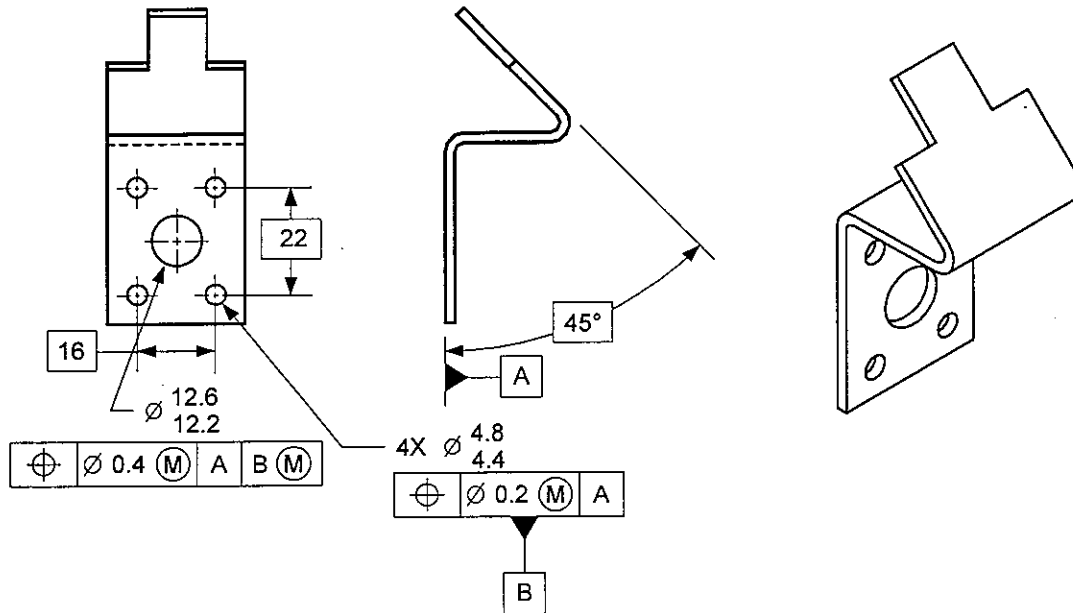 22
45°
16
A
⌀ 12.6
12.2
4X ⌀ 4.8
4.4
⌖ ⌀ 0.4 Ⓜ A B Ⓜ
⌖ ⌀ 0.2 Ⓜ A
B